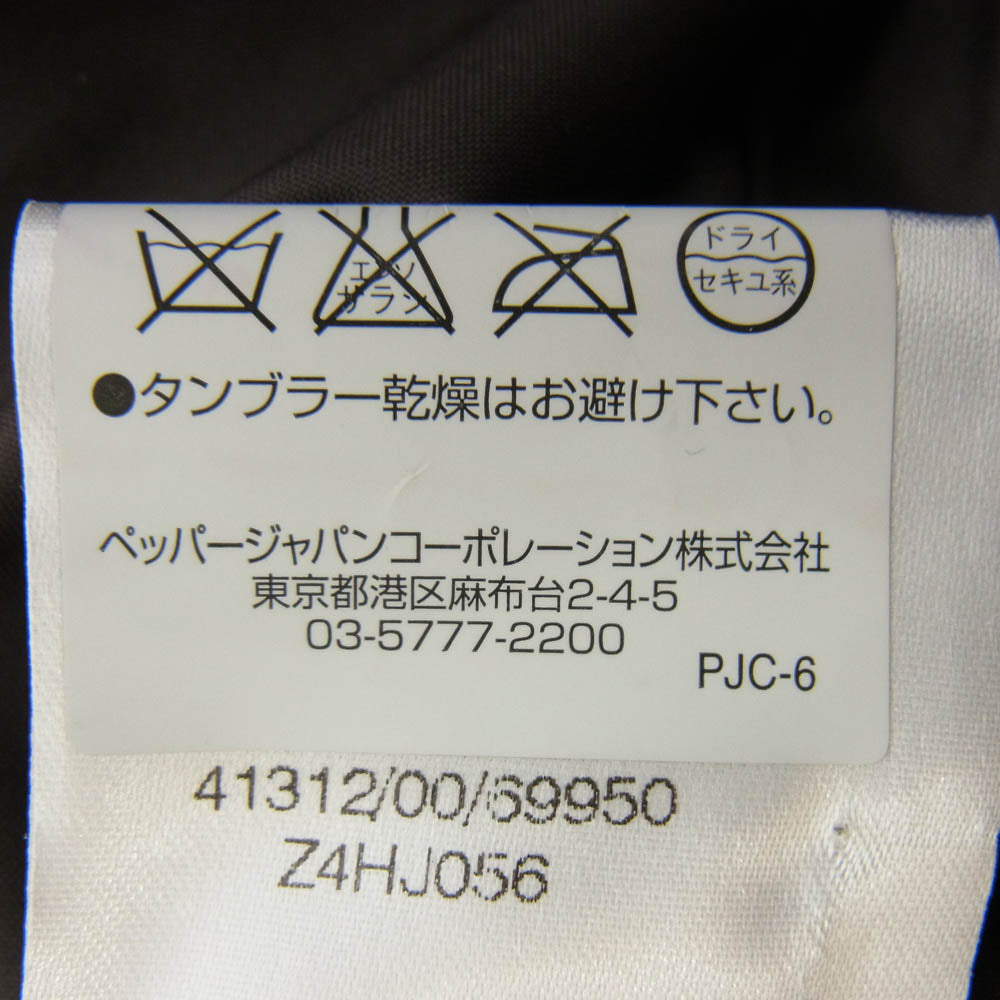 エンソ
サラシ
ドライ
セキユ系
●タンブラー乾燥はお避け下さい。
ペッパージャパンコーポレーション株式会社
東京都港区麻布台2-4-5
03-5777-2200
PJC-6
41312/00/69950
Z4HJ056